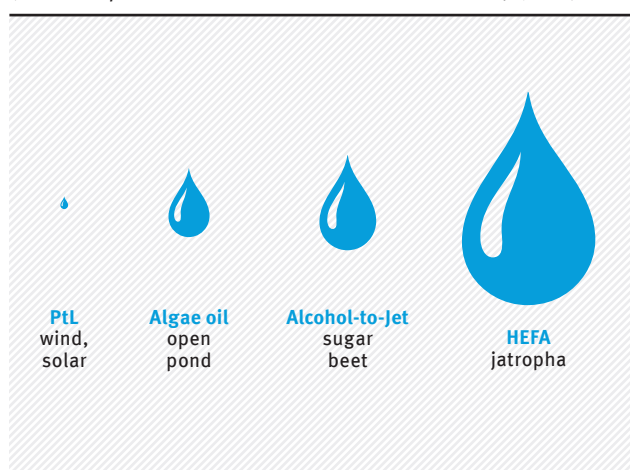 PtL
wind,
solar
Algae oil
open
pond
Alcohol-to-Jet
sugar
beet
HEFA
jatropha